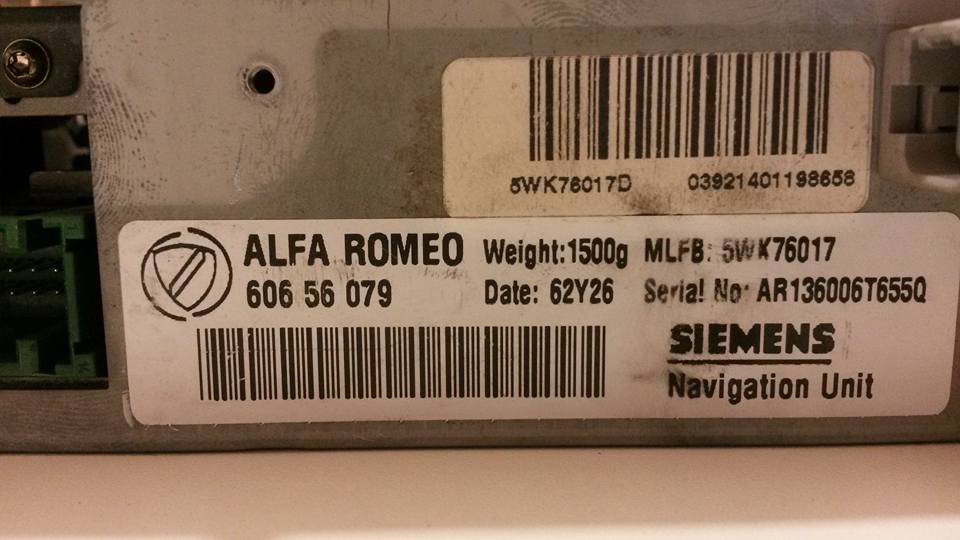 5WK76017D 03921401198658
ALFA ROMEO Weight:1500g MLFB: 5WK76017
606 56 079 Date: 62Y26 Serial No: AR136006T655Q
SIEMENS
Navigation Unit